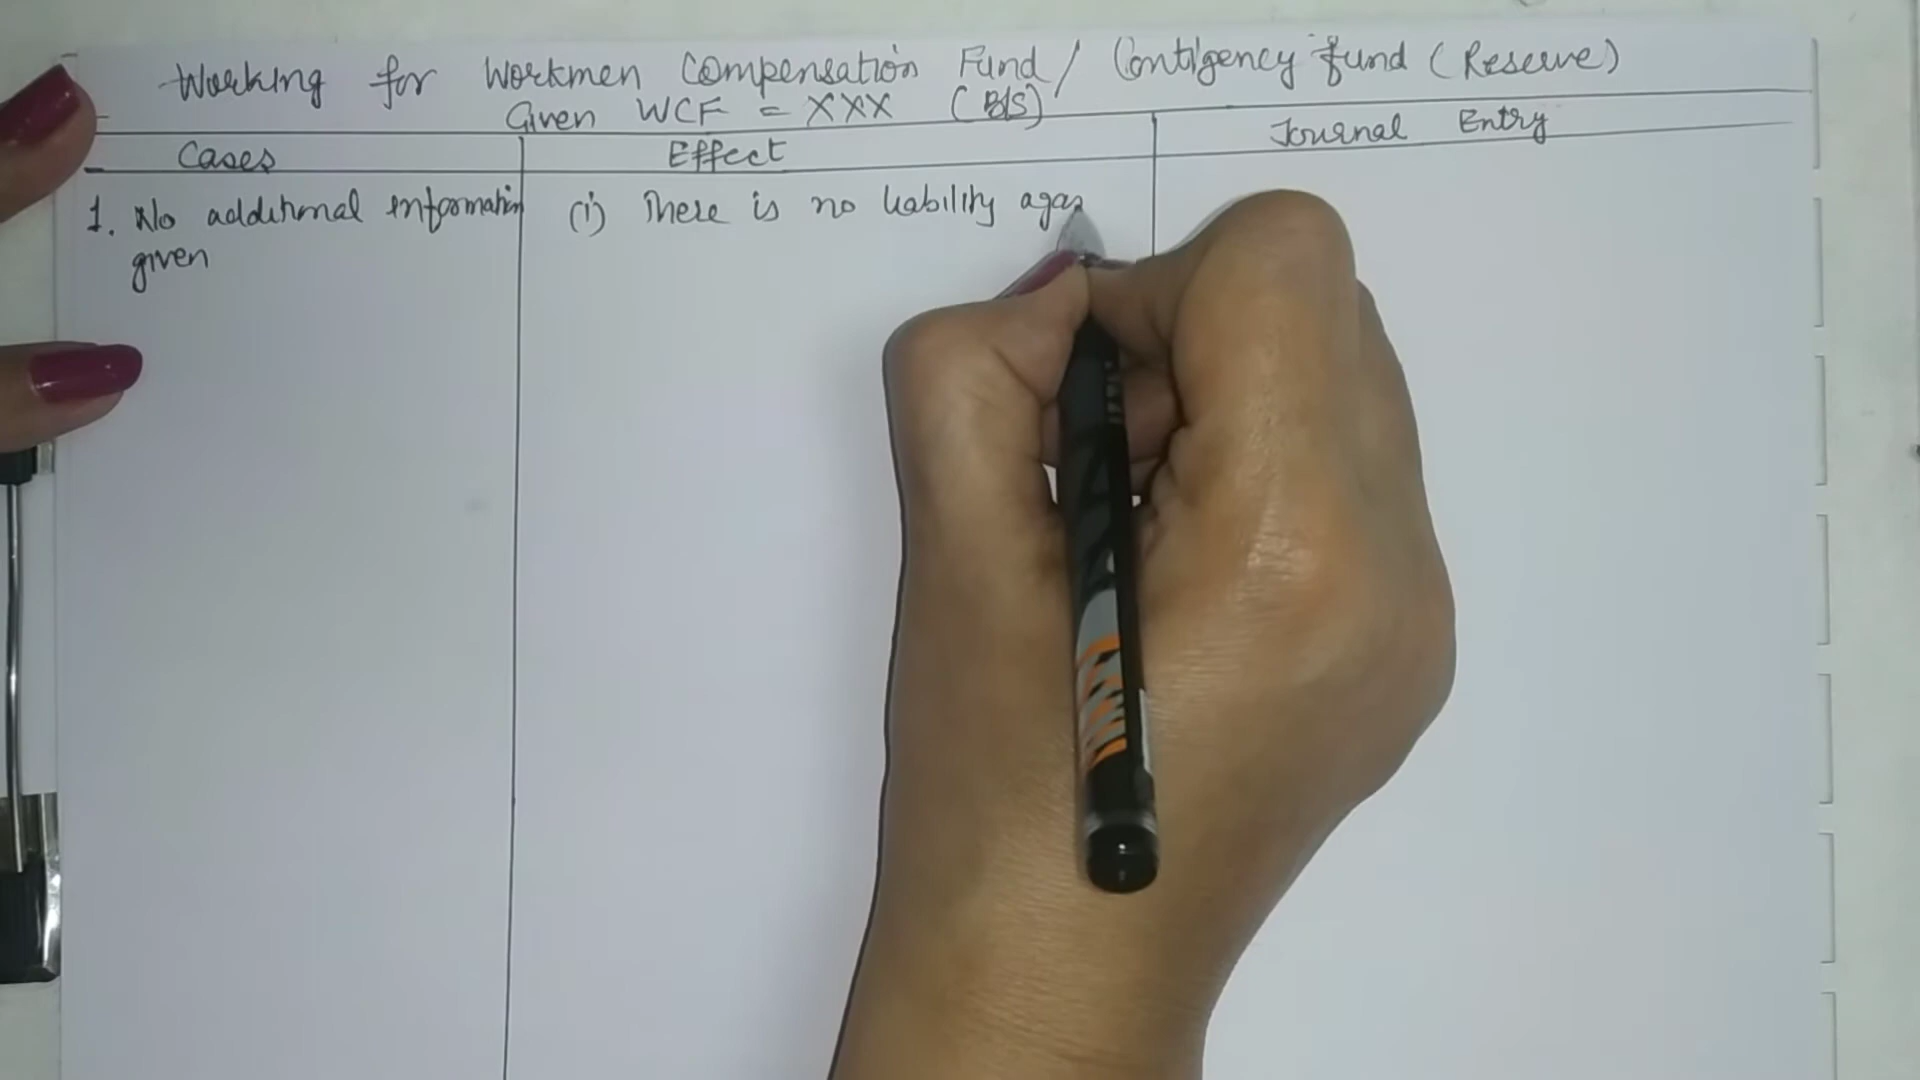 Working for Workmen Compensation Fund / Contigency fund (Reserve)
Given WCF = XXX (B/S)
Cases
Effect
Journal Entry
1. No additional information
given
(i) There is no liability agai